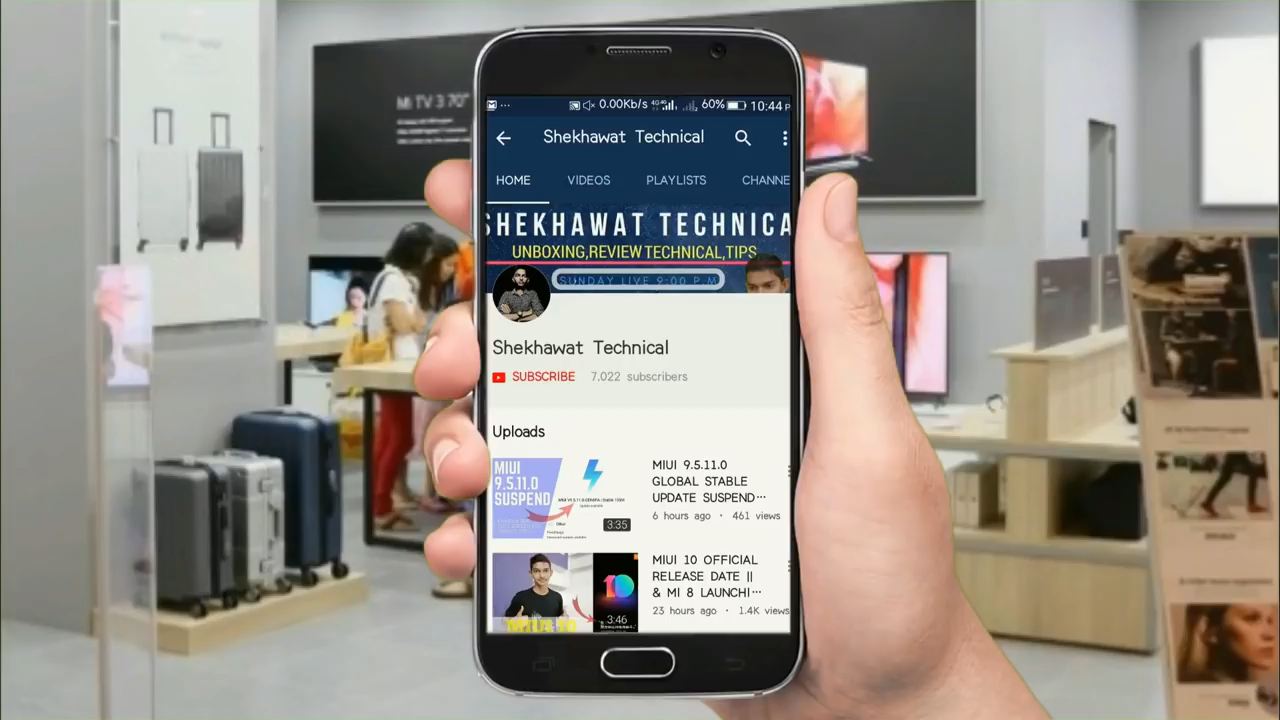 Mi TV 3 70"
0.00Kb/s 60% 10:44 P
Shekhawat Technical
HOME VIDEOS PLAYLISTS CHANNE
SHEKHAWAT TECHNICA
UNBOXING,REVIEW TECHNICAL,TIPS
SUNDAY LIVE 9:00 P.M
Shekhawat Technical
SUBSCRIBE 7.022 subscribers
Uploads
MIUI
9.5.11.0
SUSPEND
3:35
MIUI 9.5.11.0
GLOBAL STABLE
UPDATE SUSPEND…
6 hours ago · 461 views
MIUI 10
10
3:46
MIUI 10 OFFICIAL
RELEASE DATE ||
& MI 8 LAUNCHI…
23 hours ago · 1.4K views